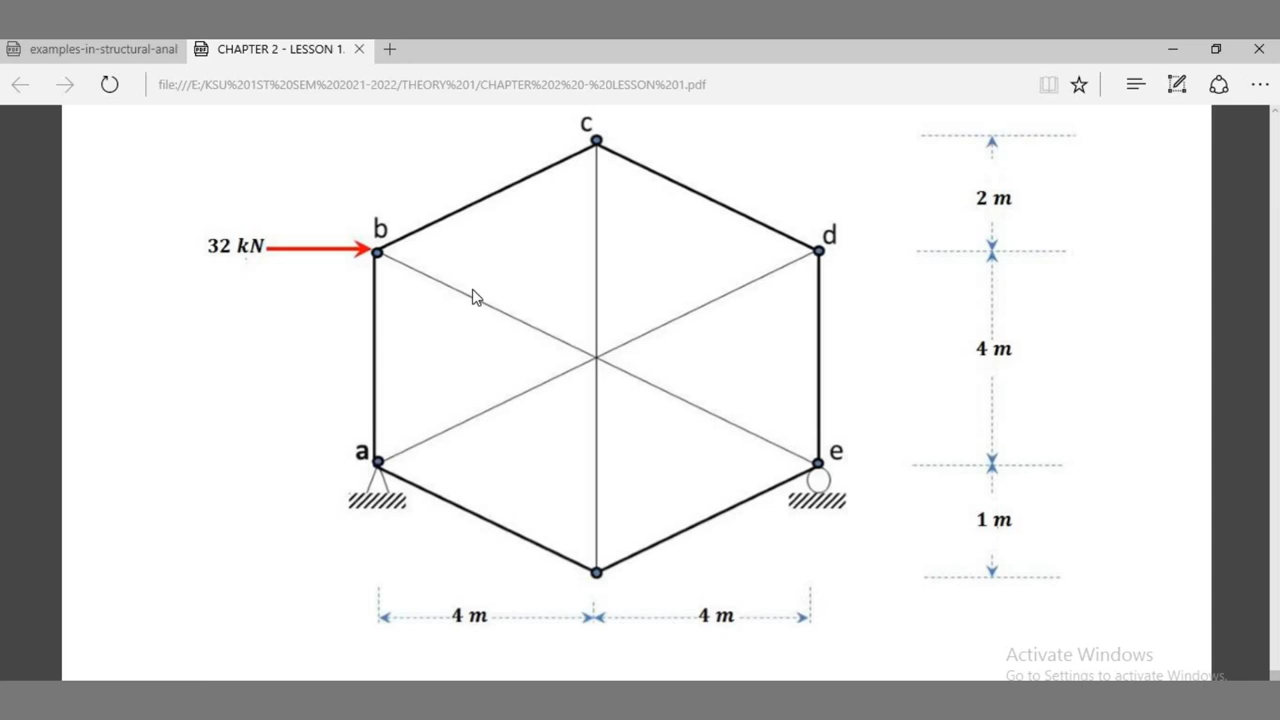 examples-in-structural-anal
CHAPTER 2 - LESSON 1.
file:///E:/KSU%201ST%20SEM%202021-2022/THEORY%201/CHAPTER%202%20-%20LESSON%201.pdf
c
2 m
b
d
32 kN
4 m
a
e
1 m
4 m
4 m
Activate Windows
Go to Settings to activate Windows.